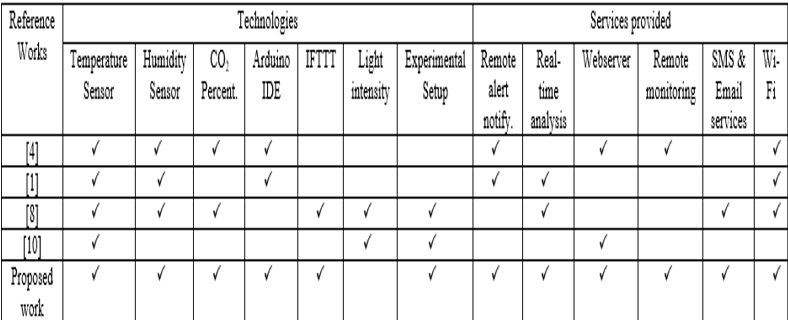 Reference Works Technologies Services provided
Temperature Sensor Humidity Sensor CO₂ Percent. Arduino IDE IFTTT Light intensity Experimental Setup Remote alert notify. Real-time analysis Webserver Remote monitoring SMS & Email services Wi-Fi
[4] ✓ ✓ ✓ ✓ ✓ ✓ ✓ ✓
[1] ✓ ✓ ✓ ✓ ✓ ✓
[8] ✓ ✓ ✓ ✓ ✓ ✓ ✓ ✓ ✓
[10] ✓ ✓ ✓ ✓
Proposed work ✓ ✓ ✓ ✓ ✓ ✓ ✓ ✓ ✓ ✓ ✓ ✓